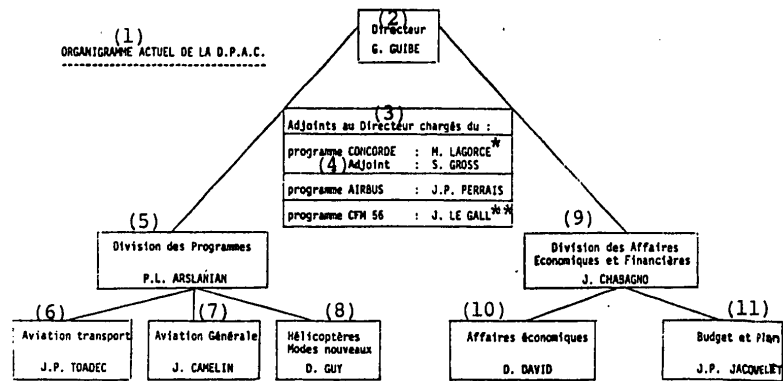 (1)
ORGANIGRAMME ACTUEL DE LA D.P.A.C.
(2)
Directeur
G. GUIBE
(3)
Adjoints au Directeur chargés du :
programme CONCORDE : M. LAGORCE*
(4) Adjoint : S. GROSS
programme AIRBUS : J.P. PERRAIS
programme CFM 56 : J. LE GALL**
(5)
Division des Programmes
P.L. ARSLANIAN
(9)
Division des Affaires
Economiques et Financières
J. CHABAGNO
(6)
Aviation transport
J.P. TOADEC
(7)
Aviation Générale
J. CAMELIN
(8)
Hélicoptères
Modes nouveaux
D. GUY
(10)
Affaires économiques
D. DAVID
(11)
Budget et Plan
J.P. JACQUELET